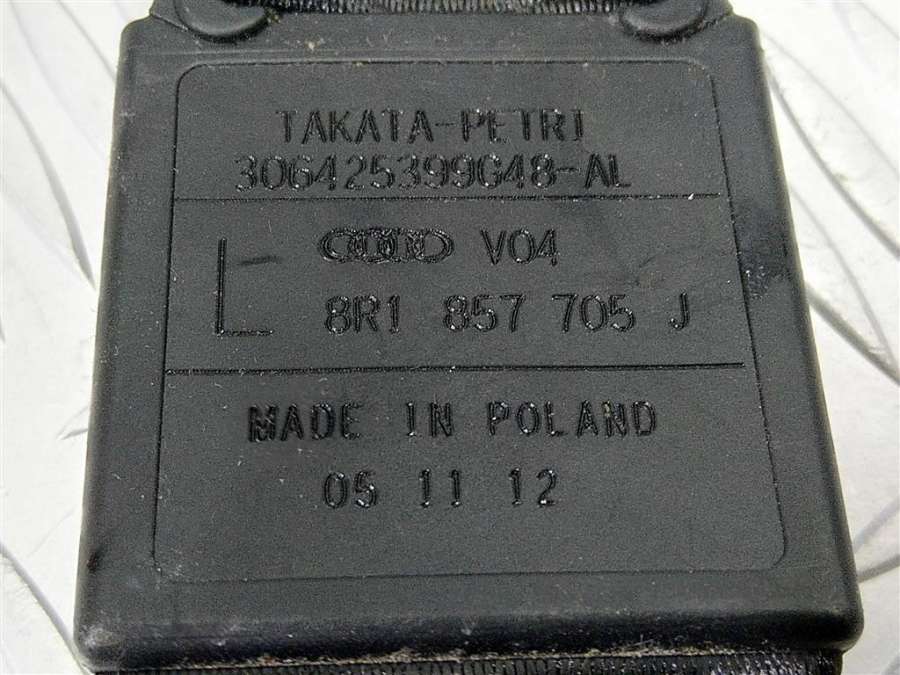 TAKATA-PETRI
306425399G48-AL
L
V04
8R1 857 705 J
MADE IN POLAND
05 11 12